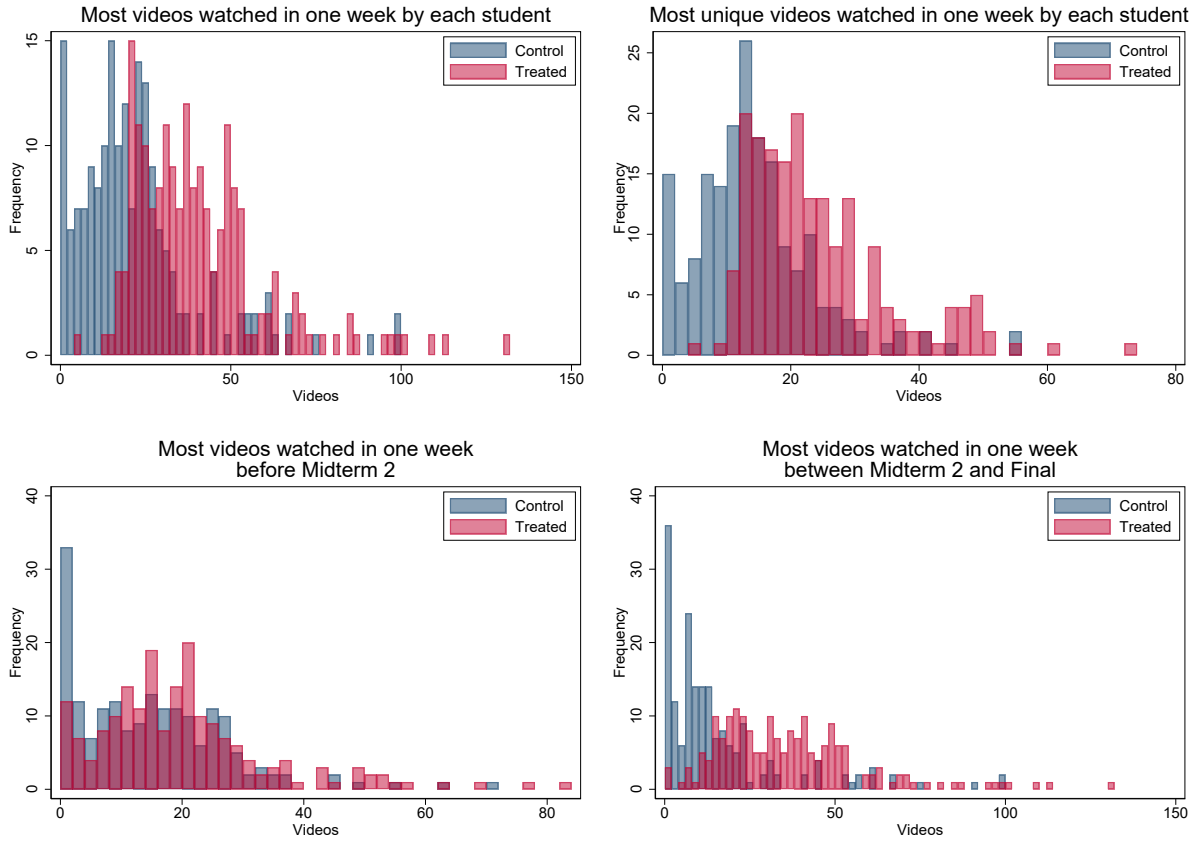 Most videos watched in one week by each student
15
10
5
0
Frequency
Control
Treated
0 50 100 150
Videos
Most unique videos watched in one week by each student
25
20
15
10
5
0
Frequency
Control
Treated
0 20 40 60 80
Videos
Most videos watched in one week
before Midterm 2
40
30
20
10
0
Frequency
Control
Treated
0 20 40 60 80
Videos
Most videos watched in one week
between Midterm 2 and Final
40
30
20
10
0
Frequency
Control
Treated
0 50 100 150
Videos